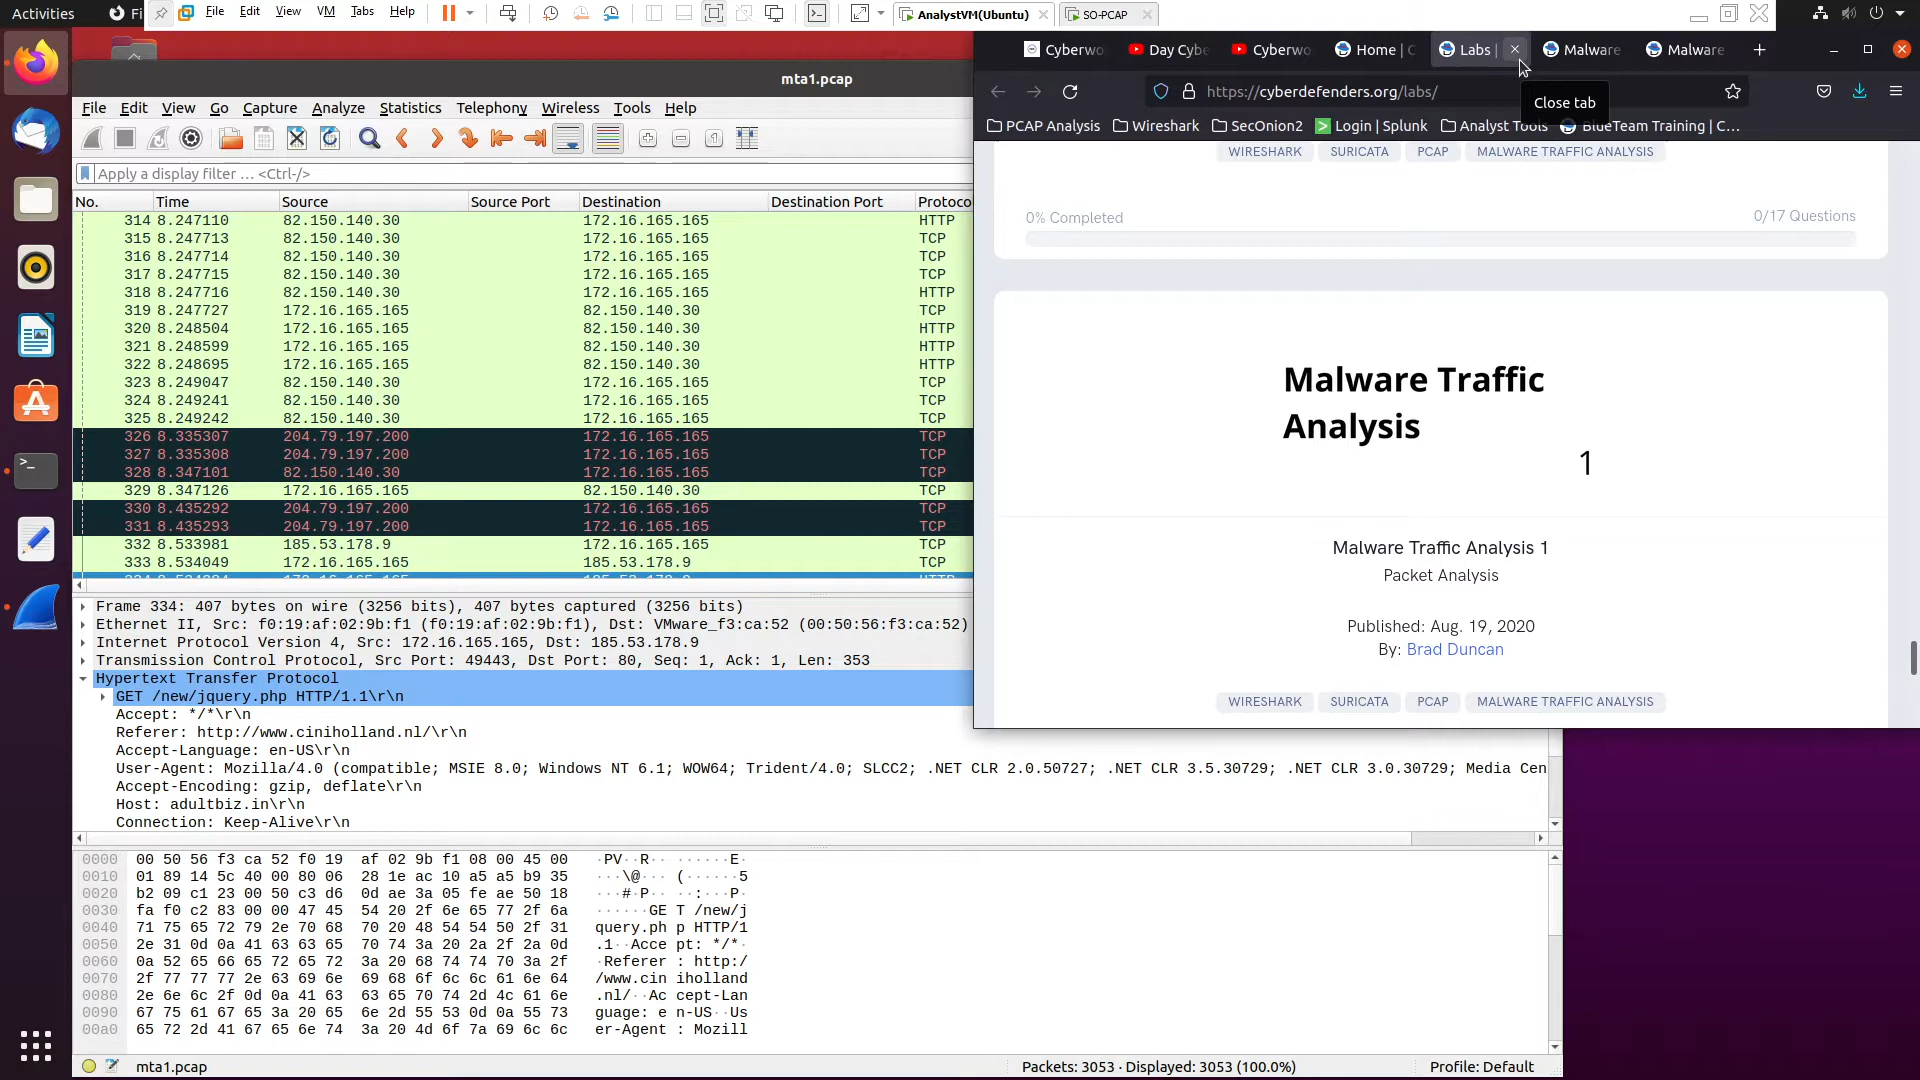 Activities
Fi
File Edit View VM Tabs Help
AnalystVM(Ubuntu)
SO-PCAP
mta1.pcap
File Edit View Go Capture Analyze Statistics Telephony Wireless Tools Help
Apply a display filter … <Ctrl-/>
No. Time Source Source Port Destination Destination Port Protoco
314 8.247110 82.150.140.30 172.16.165.165 HTTP
315 8.247713 82.150.140.30 172.16.165.165 TCP
316 8.247714 82.150.140.30 172.16.165.165 TCP
317 8.247715 82.150.140.30 172.16.165.165 TCP
318 8.247716 82.150.140.30 172.16.165.165 HTTP
319 8.247727 172.16.165.165 82.150.140.30 TCP
320 8.248504 172.16.165.165 82.150.140.30 HTTP
321 8.248599 172.16.165.165 82.150.140.30 HTTP
322 8.248695 172.16.165.165 82.150.140.30 HTTP
323 8.249047 82.150.140.30 172.16.165.165 TCP
324 8.249241 82.150.140.30 172.16.165.165 TCP
325 8.249242 82.150.140.30 172.16.165.165 TCP
326 8.335307 204.79.197.200 172.16.165.165 TCP
327 8.335308 204.79.197.200 172.16.165.165 TCP
328 8.347101 82.150.140.30 172.16.165.165 TCP
329 8.347126 172.16.165.165 82.150.140.30 TCP
330 8.435292 204.79.197.200 172.16.165.165 TCP
331 8.435293 204.79.197.200 172.16.165.165 TCP
332 8.533981 185.53.178.9 172.16.165.165 TCP
333 8.534049 172.16.165.165 185.53.178.9 TCP
Frame 334: 407 bytes on wire (3256 bits), 407 bytes captured (3256 bits)
Ethernet II, Src: f0:19:af:02:9b:f1 (f0:19:af:02:9b:f1), Dst: VMware_f3:ca:52 (00:50:56:f3:ca:52)
Internet Protocol Version 4, Src: 172.16.165.165, Dst: 185.53.178.9
Transmission Control Protocol, Src Port: 49443, Dst Port: 80, Seq: 1, Ack: 1, Len: 353
Hypertext Transfer Protocol
GET /new/jquery.php HTTP/1.1\r\n
Accept: */*\r\n
Referer: http://www.ciniholland.nl/\r\n
Accept-Language: en-US\r\n
User-Agent: Mozilla/4.0 (compatible; MSIE 8.0; Windows NT 6.1; WOW64; Trident/4.0; SLCC2; .NET CLR 2.0.50727; .NET CLR 3.5.30729; .NET CLR 3.0.30729; Media Cen
Accept-Encoding: gzip, deflate\r\n
Host: adultbiz.in\r\n
Connection: Keep-Alive\r\n
0000 00 50 56 f3 ca 52 f0 19 af 02 9b f1 08 00 45 00 ·PV··R·· ······E·
0010 01 89 14 5c 40 00 80 06 28 1e ac 10 a5 a5 b9 35 ···\@··· (······5
0020 b2 09 c1 23 00 50 c3 d6 0d ae 3a 05 fe ae 50 18 ···#·P·· ··:···P·
0030 fa f0 c2 83 00 00 47 45 54 20 2f 6e 65 77 2f 6a ······GE T /new/j
0040 71 75 65 72 79 2e 70 68 70 20 48 54 54 50 2f 31 query.ph p HTTP/1
0050 2e 31 0d 0a 41 63 63 65 70 74 3a 20 2a 2f 2a 0d .1··Acce pt: */*·
0060 0a 52 65 66 65 72 65 72 3a 20 68 74 74 70 3a 2f ·Referer : http:/
0070 2f 77 77 77 2e 63 69 6e 69 68 6f 6c 6c 61 6e 64 /www.cin iholland
0080 2e 6e 6c 2f 0d 0a 41 63 63 65 70 74 2d 4c 61 6e .nl/··Ac cept-Lan
0090 67 75 61 67 65 3a 20 65 6e 2d 55 53 0d 0a 55 73 guage: e n-US··Us
00a0 65 72 2d 41 67 65 6e 74 3a 20 4d 6f 7a 69 6c 6c er-Agent : Mozill
mta1.pcap
Packets: 3053 · Displayed: 3053 (100.0%)
Profile: Default
Cyberwo
Day Cybe
Cyberwo
Home | C
Labs |
Malware
Malware
https://cyberdefenders.org/labs/
Close tab
PCAP Analysis Wireshark SecOnion2 Login | Splunk Analyst Tools BlueTeam Training | C…
WIRESHARK SURICATA PCAP MALWARE TRAFFIC ANALYSIS
0% Completed
0/17 Questions
Malware Traffic
Analysis
1
Malware Traffic Analysis 1
Packet Analysis
Published: Aug. 19, 2020
By: Brad Duncan
WIRESHARK SURICATA PCAP MALWARE TRAFFIC ANALYSIS